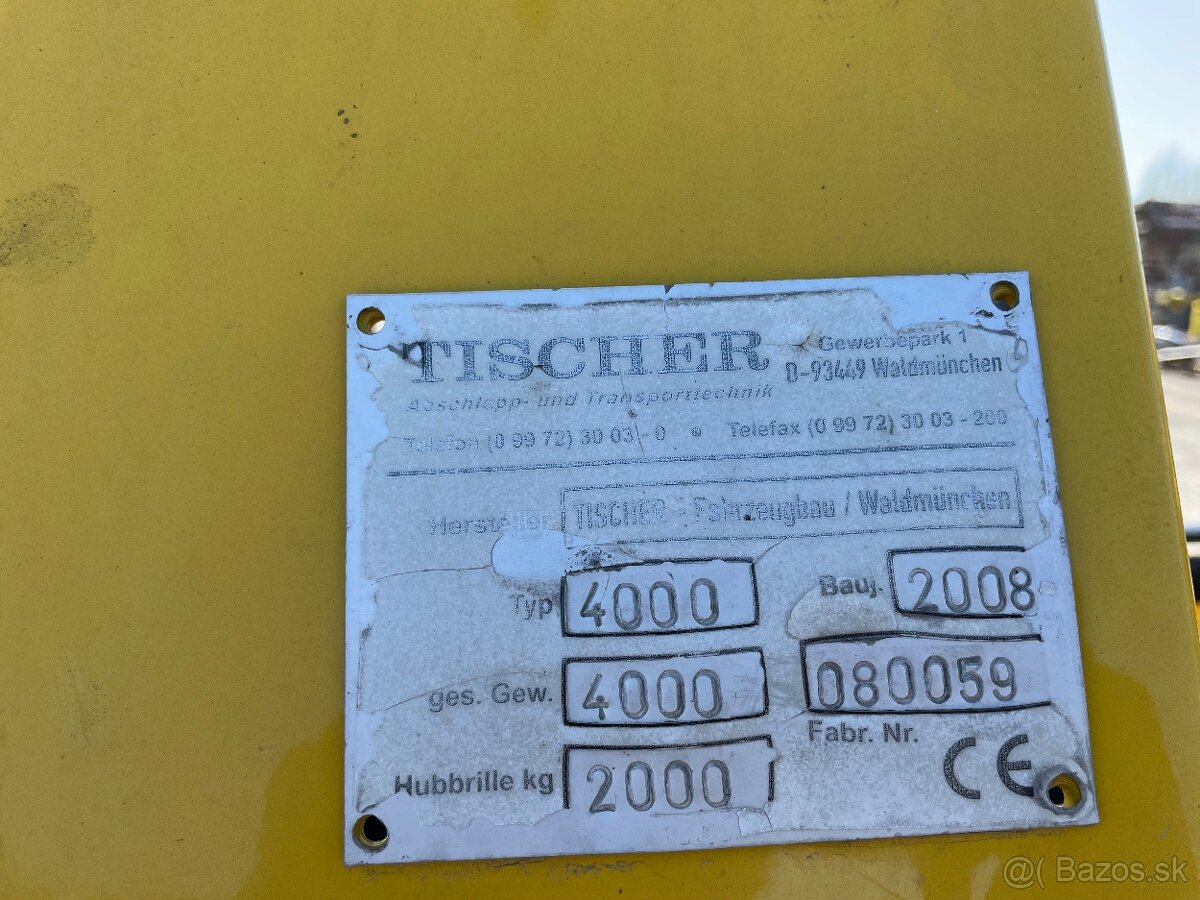 TISCHER
Gewerbepark 1
D-93449 Waldmünchen
Abschlepp- und Transporttechnik
Telefon (0 99 72) 30 03 - 0 • Telefax (0 99 72) 30 03 - 200
Hersteller TISCHER - Fahrzeugbau / Waldmünchen
Typ 4000 Bauj. 2008
ges. Gew. 4000 080059
Fabr. Nr.
Hubbrille kg 2000 CE
@( Bazos.sk